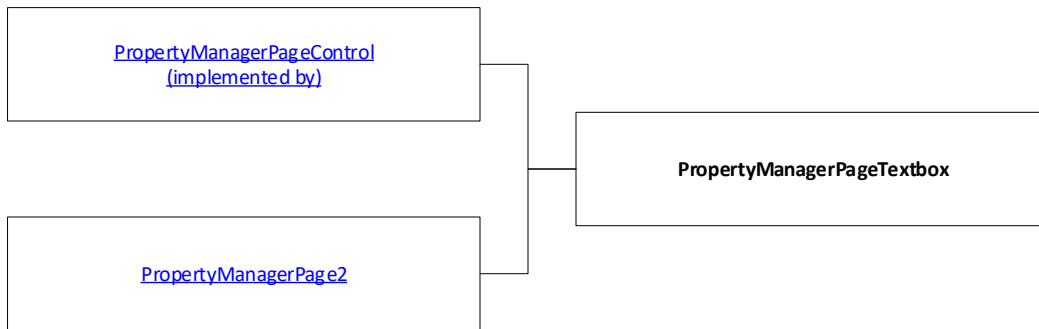 PropertyManagerPageControl
(implemented by)
PropertyManagerPageTextbox
PropertyManagerPage2